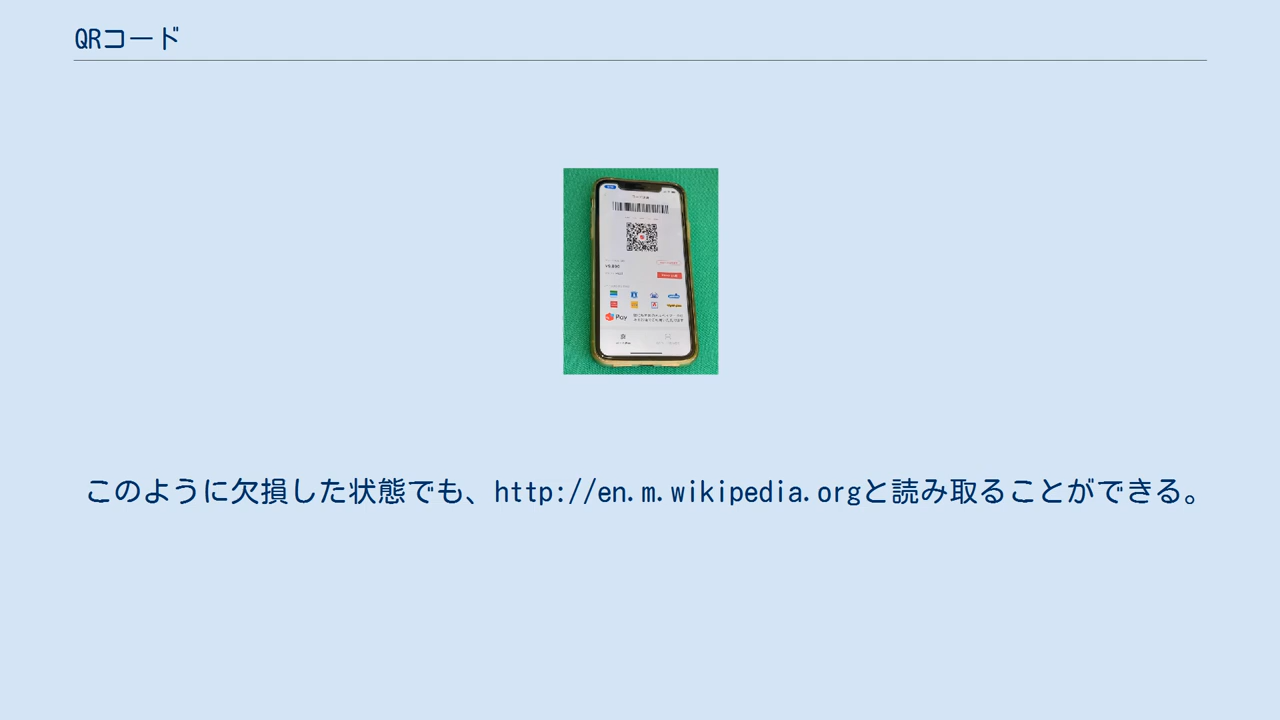 QRコード
Pay
このように欠損した状態でも、http://en.m.wikipedia.orgと読み取ることができる。